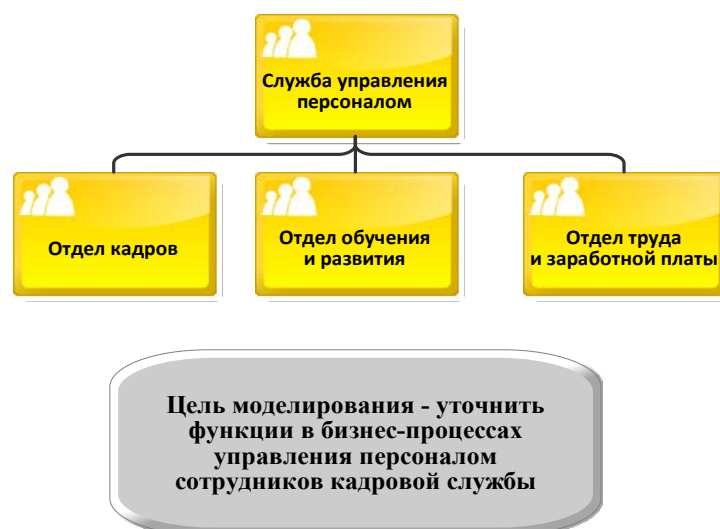 Служба управления
персоналом
Отдел кадров
Отдел обучения
и развития
Отдел труда
и заработной платы
Цель моделирования - уточнить
функции в бизнес-процессах
управления персоналом
сотрудников кадровой службы